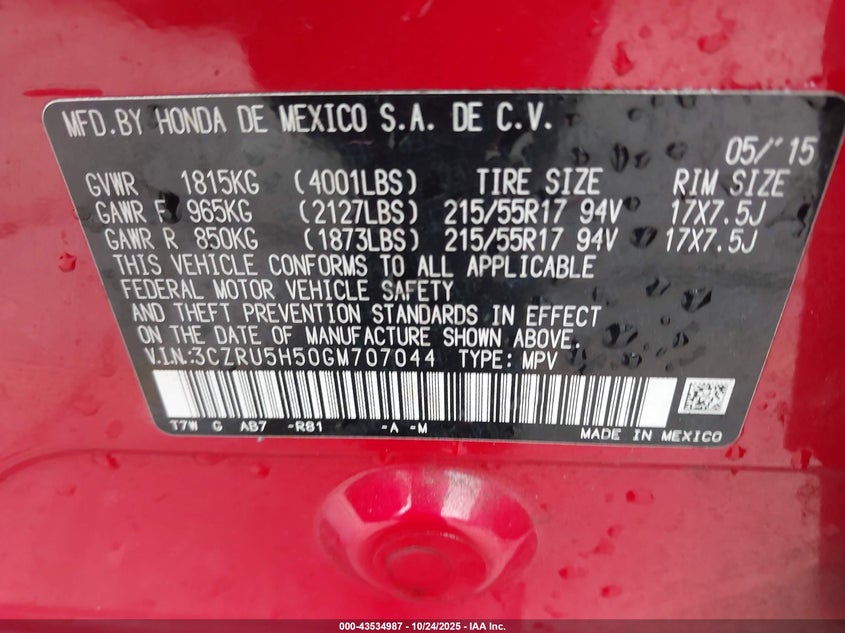 MFD.BY HONDA DE MEXICO S.A. DE C.V.
05/'15
GVWR 1815KG (4001LBS) TIRE SIZE RIM SIZE
GAWR F 965KG (2127LBS) 215/55R17 94V 17X7.5J
GAWR R 850KG (1873LBS) 215/55R17 94V 17X7.5J
THIS VEHICLE CONFORMS TO ALL APPLICABLE
FEDERAL MOTOR VEHICLE SAFETY
AND THEFT PREVENTION STANDARDS IN EFFECT
ON THE DATE OF MANUFACTURE SHOWN ABOVE.
V.I.N.:3CZRU5H50GM707044 TYPE: MPV
T7W G AB7 -R81 -A -M
MADE IN MEXICO
000-43534987 - 10/24/2025 - IAA Inc.